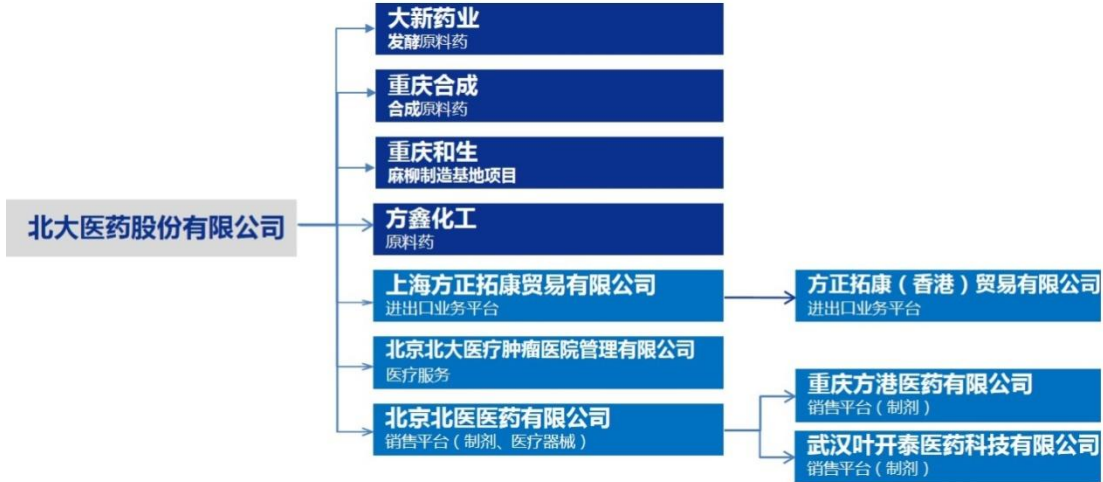 大新药业
发酵原料药
重庆合成
合成原料药
重庆和生
麻柳制造基地项目
北大医药股份有限公司
方鑫化工
原料药
上海方正拓康贸易有限公司
进出口业务平台
方正拓康（香港）贸易有限公司
进出口业务平台
北京北大医疗肿瘤医院管理有限公司
医疗服务
北京北医医药有限公司
销售平台（制剂、医疗器械）
重庆方港医药有限公司
销售平台（制剂）
武汉叶开泰医药科技有限公司
销售平台（制剂）